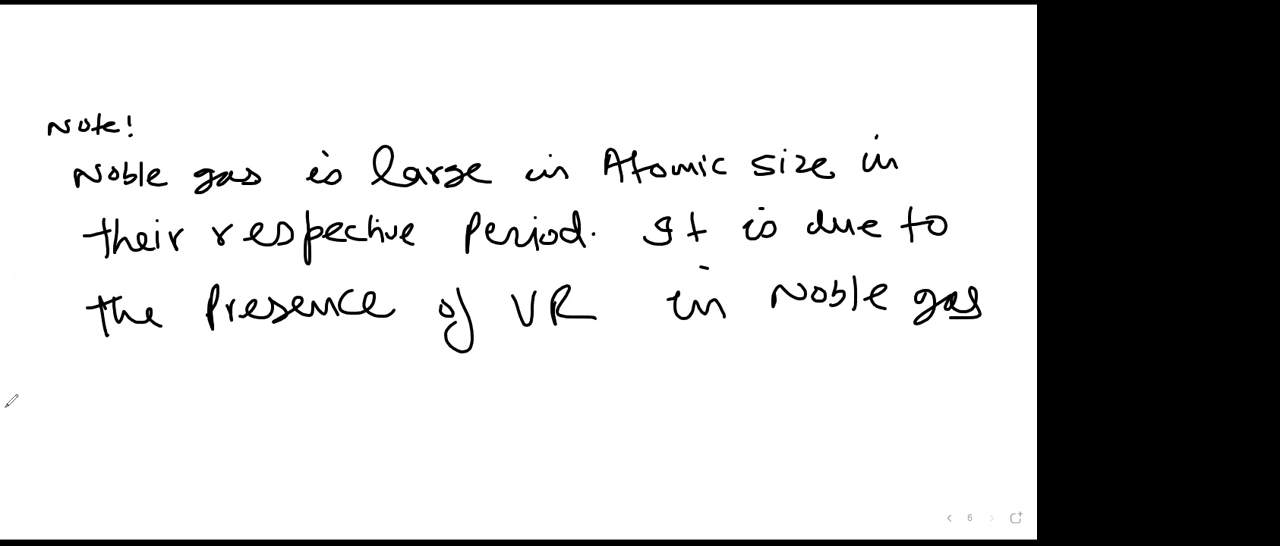 Note!
Noble gas is large in Atomic size in
their respective Period. It is due to
the Presence of VR in Noble gas
6